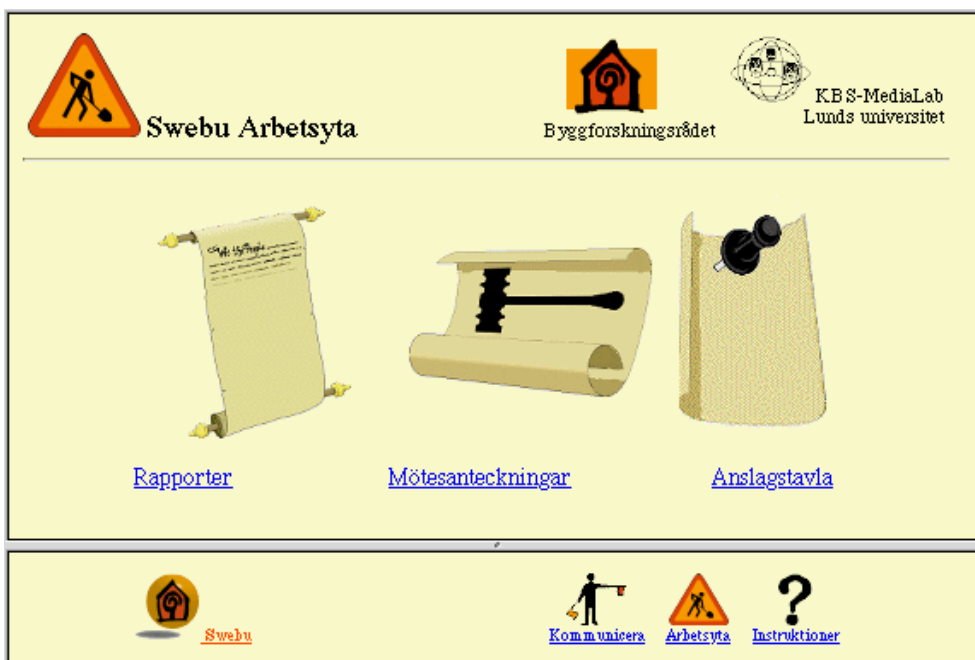 Swebu Arbetsyta
Byggforskningsrådet
KBS-MediaLab
Lunds universitet
Rapporter
Mötesanteckningar
Anslagstavla
Swebu
Kommunicera
Arbetsyta
Instruktioner